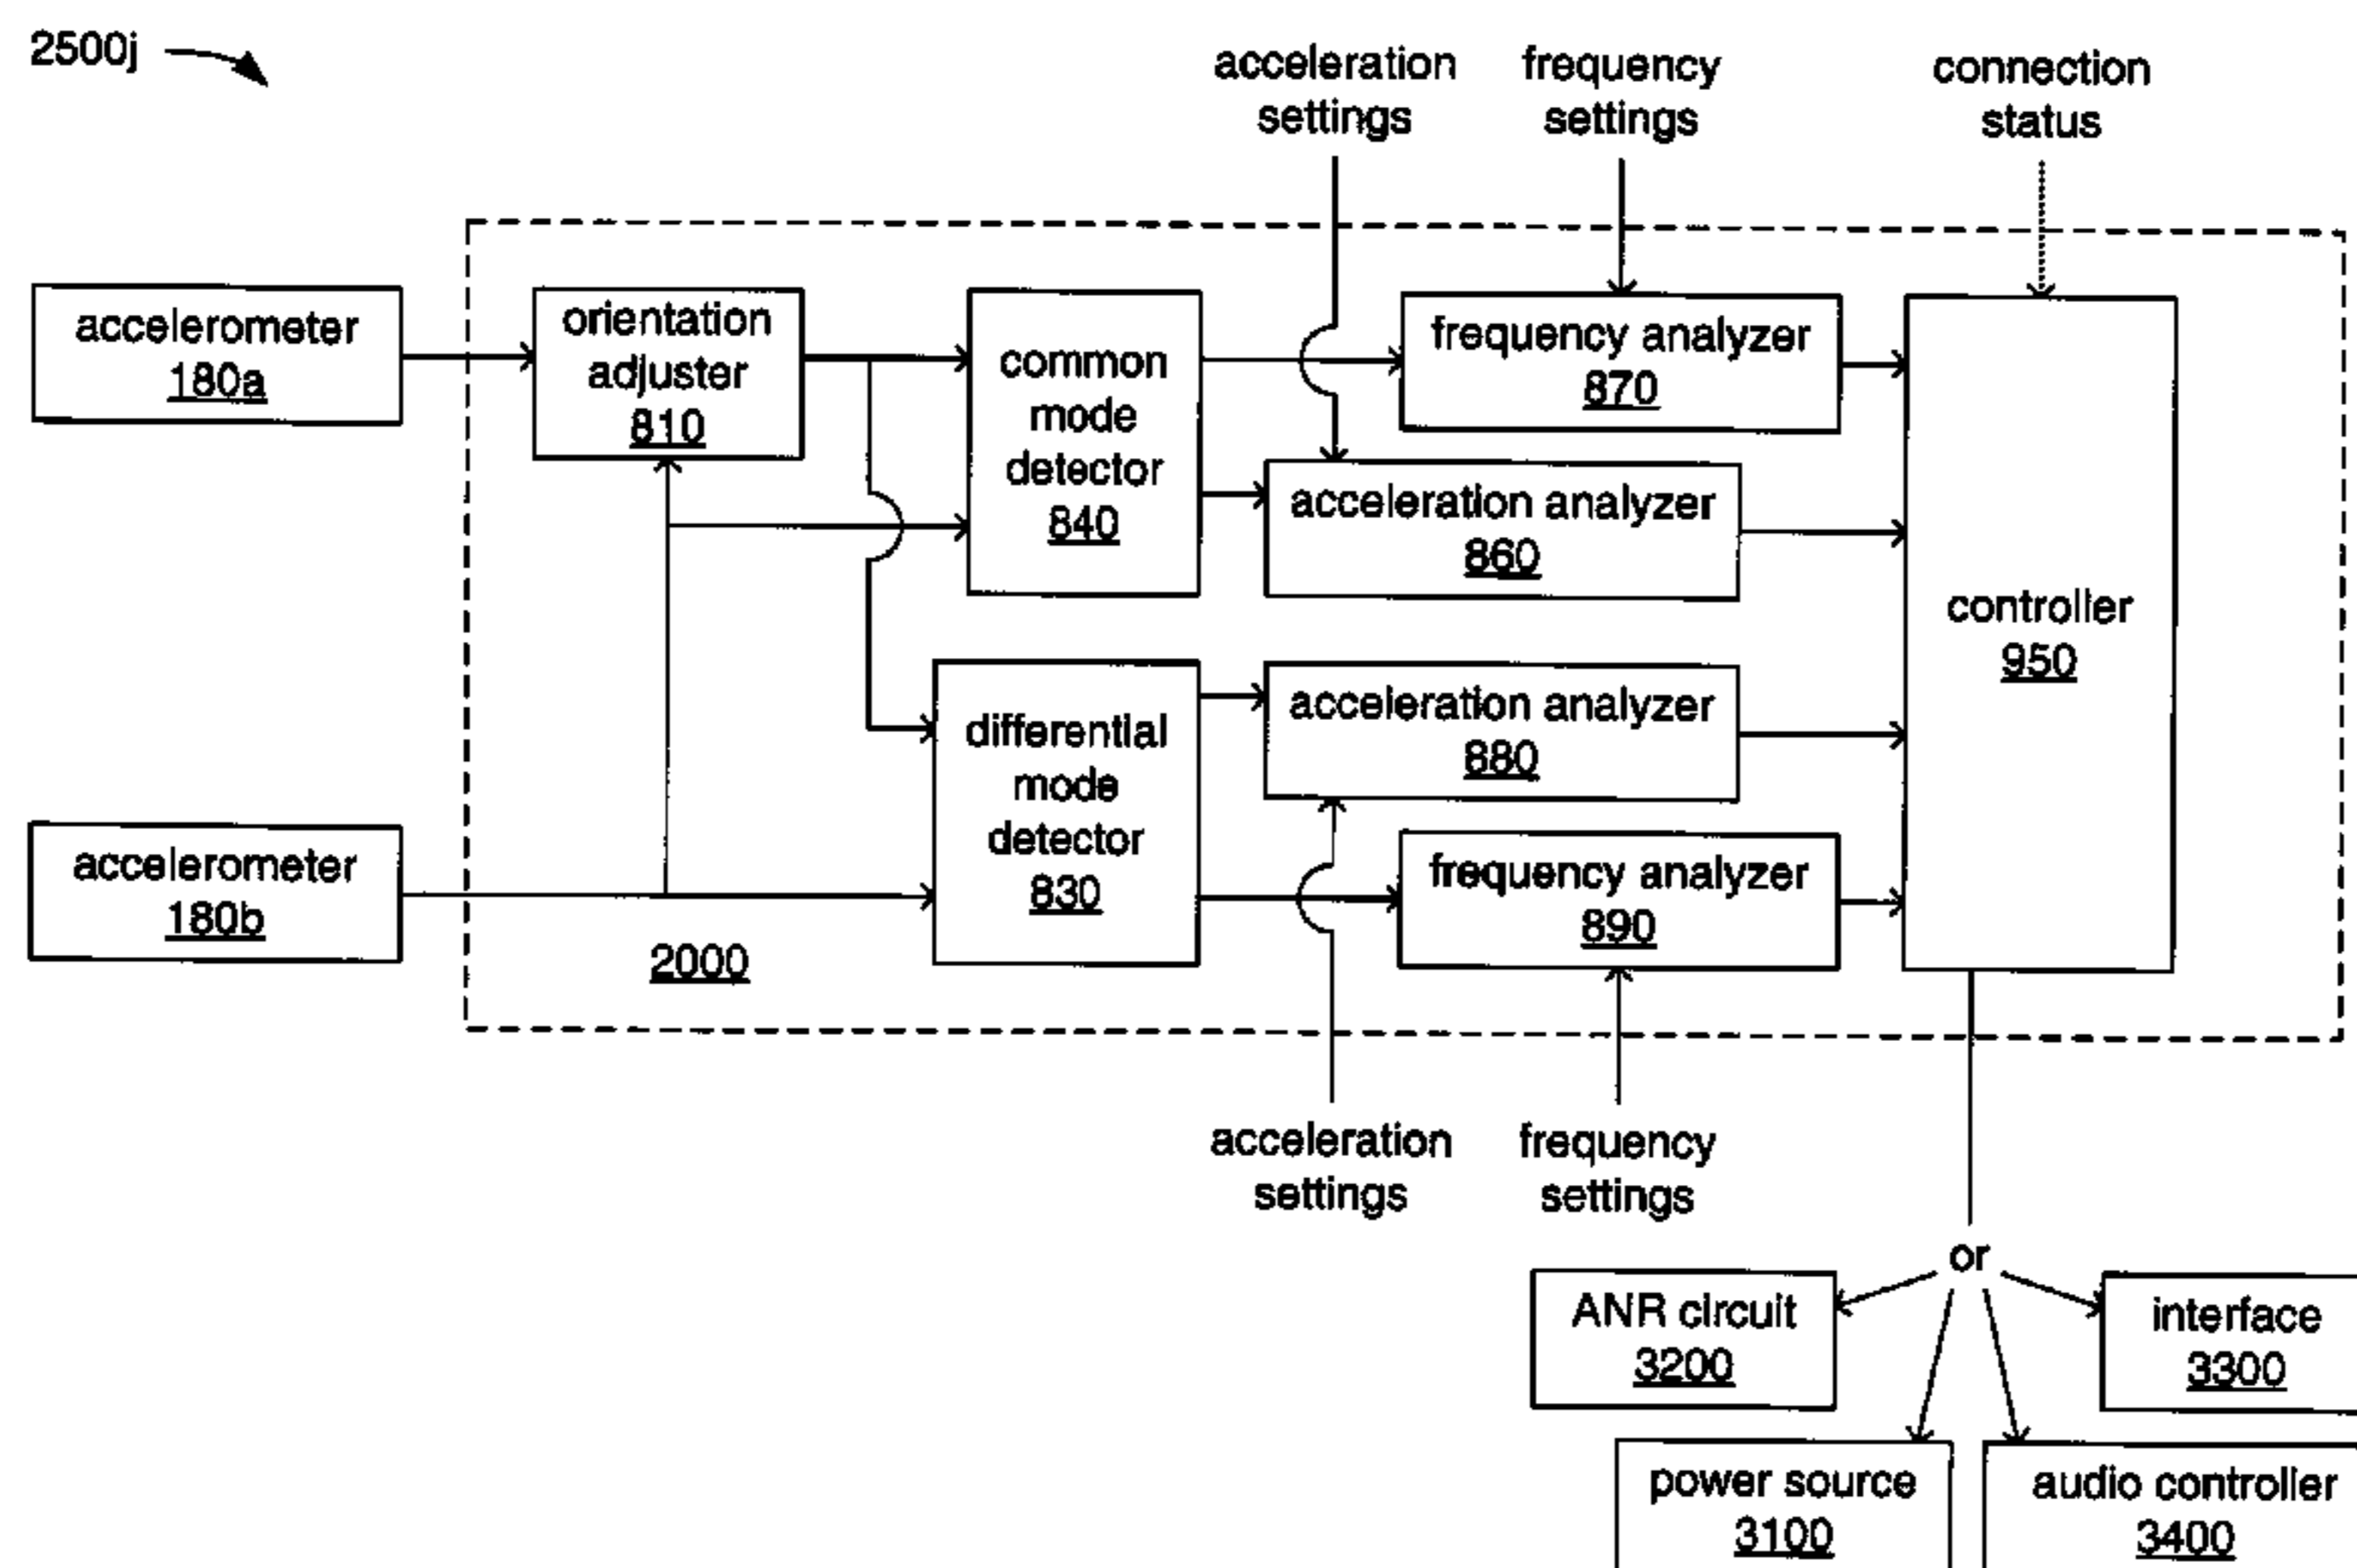 2500j
acceleration
settings
frequency
settings
connection
status
accelerometer
180a
orientation
adjuster
810
common
mode
detector
840
frequency analyzer
870
acceleration analyzer
860
controller
950
accelerometer
180b
2000
differential
mode
detector
830
acceleration analyzer
880
frequency analyzer
890
acceleration
settings
frequency
settings
or
ANR circuit
3200
interface
3300
power source
3100
audio controller
3400